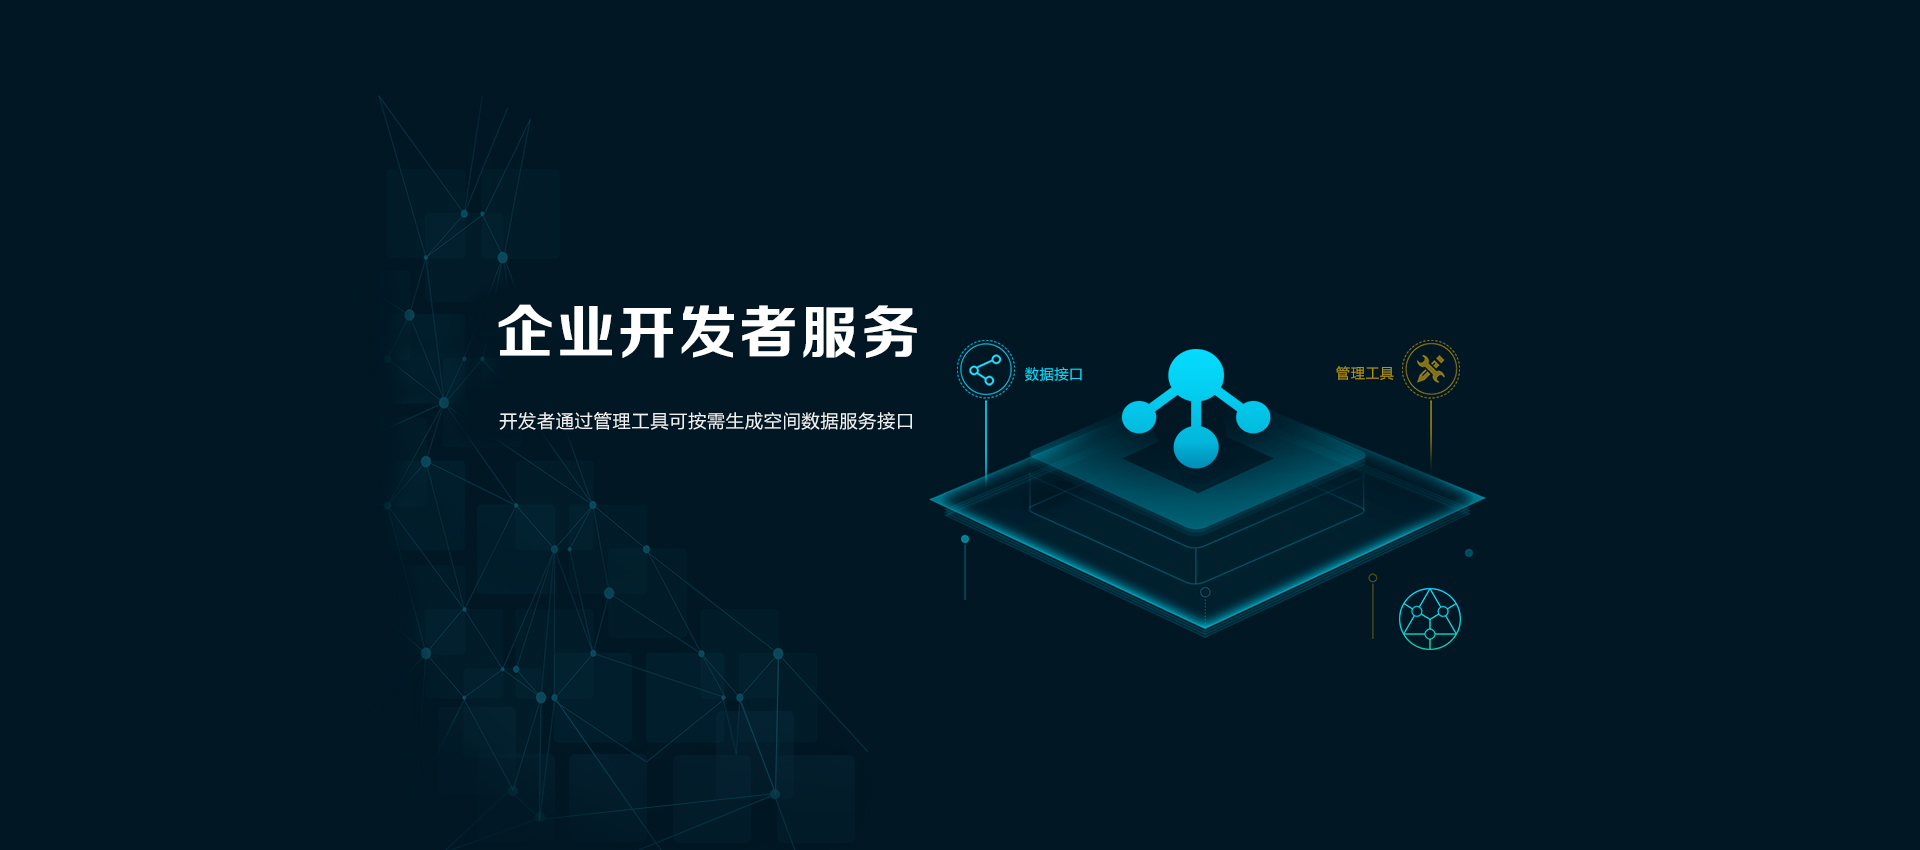 企业开发者服务
数据接口
管理工具
开发者通过管理工具可按需生成空间数据服务接口